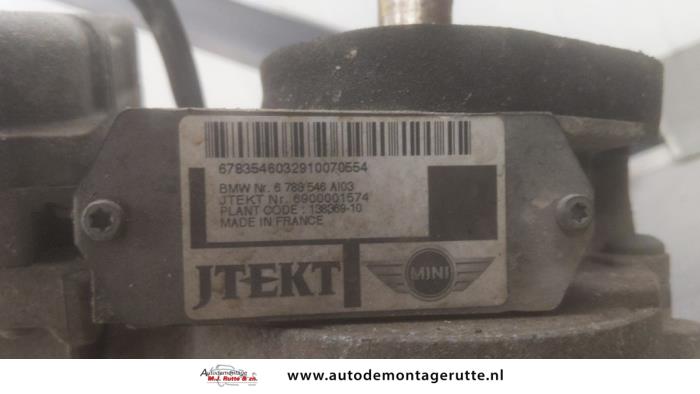 6783546032910070554
BMW Nr. 6 783 546 AI03
JTEKT Nr. 6900001574
PLANT CODE : 138369-10
MADE IN FRANCE
JTEKT
MINI
Autodemontage
M.J. Rutte & zn.
www.autodemontagerutte.nl